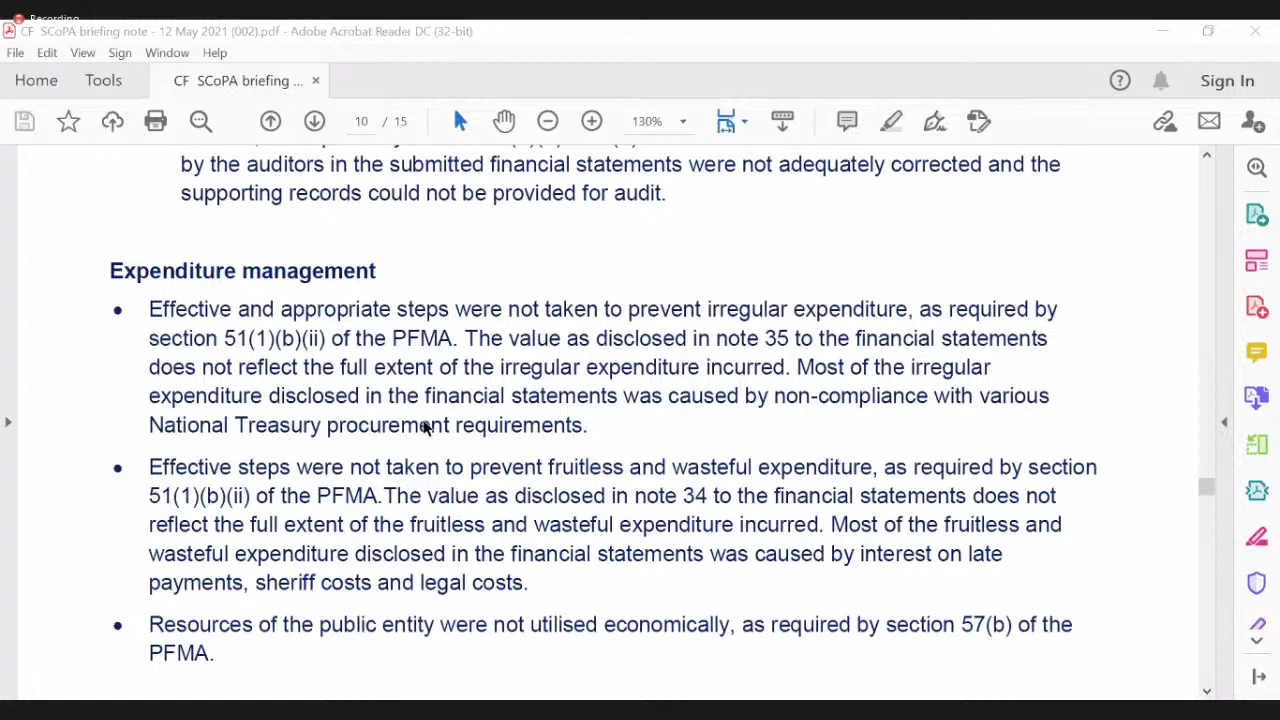 Recording
CF SCoPA briefing note - 12 May 2021 (002).pdf - Adobe Acrobat Reader DC (32-bit)
File Edit View Sign Window Help
Home Tools CF SCoPA briefing ... × Sign In
10 / 15 130%
by the auditors in the submitted financial statements were not adequately corrected and the
supporting records could not be provided for audit.
Expenditure management
• Effective and appropriate steps were not taken to prevent irregular expenditure, as required by
section 51(1)(b)(ii) of the PFMA. The value as disclosed in note 35 to the financial statements
does not reflect the full extent of the irregular expenditure incurred. Most of the irregular
expenditure disclosed in the financial statements was caused by non-compliance with various
National Treasury procurement requirements.
• Effective steps were not taken to prevent fruitless and wasteful expenditure, as required by section
51(1)(b)(ii) of the PFMA.The value as disclosed in note 34 to the financial statements does not
reflect the full extent of the fruitless and wasteful expenditure incurred. Most of the fruitless and
wasteful expenditure disclosed in the financial statements was caused by interest on late
payments, sheriff costs and legal costs.
• Resources of the public entity were not utilised economically, as required by section 57(b) of the
PFMA.